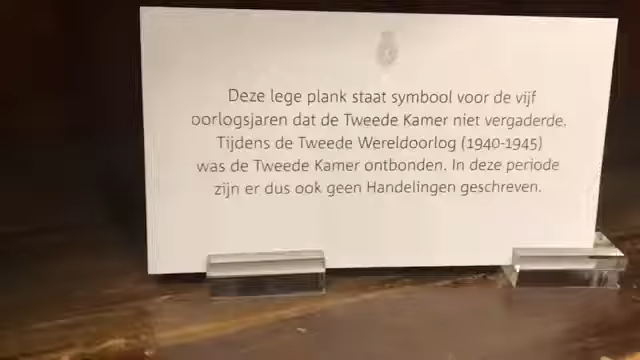 Deze lege plank staat symbool voor de vijf
oorlogsjaren dat de Tweede Kamer niet vergaderde.
Tijdens de Tweede Wereldoorlog (1940-1945)
was de Tweede Kamer ontbonden. In deze periode
zijn er dus ook geen Handelingen geschreven.